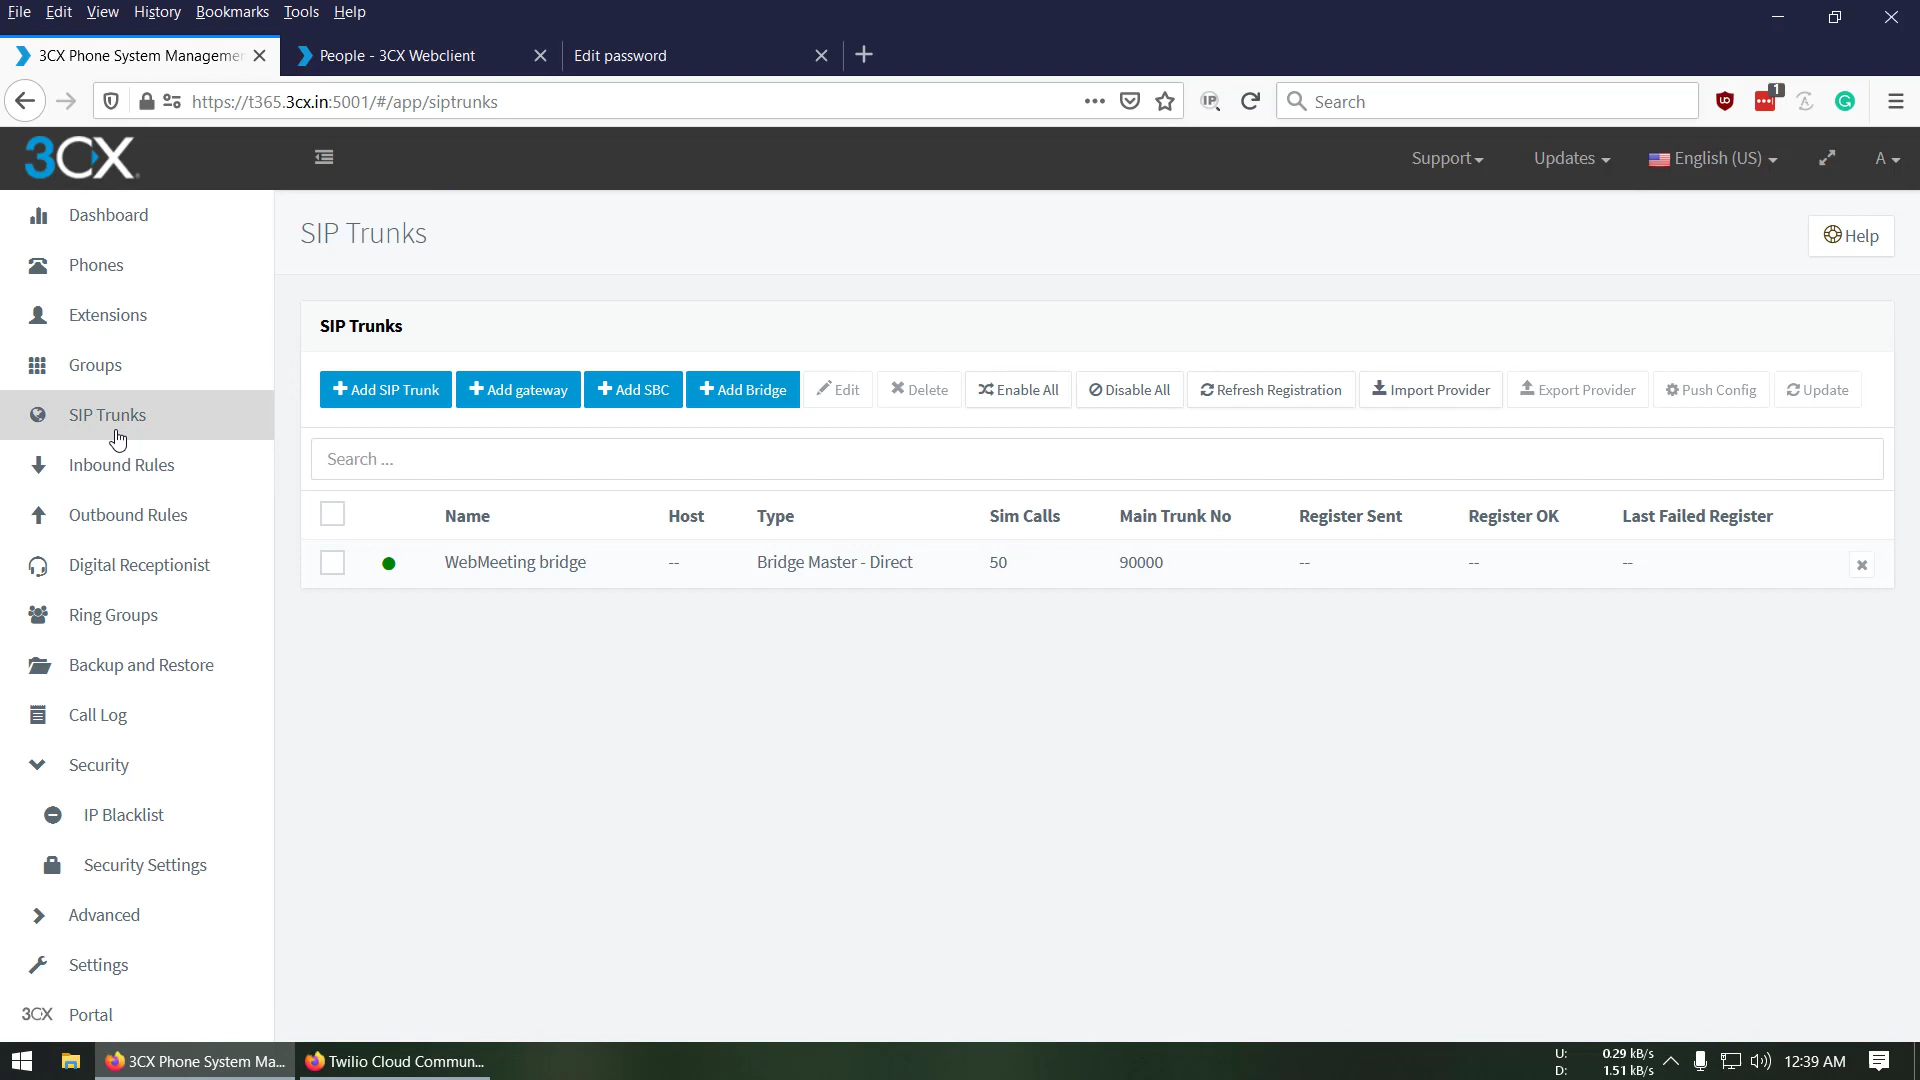 File Edit View History Bookmarks Tools Help
3CX Phone System Managemen
People - 3CX Webclient
Edit password
https://t365.3cx.in:5001/#/app/siptrunks
IP
Search
1
3CX
Support
Updates
English (US)
A
Dashboard
Phones
Extensions
Groups
SIP Trunks
Inbound Rules
Outbound Rules
Digital Receptionist
Ring Groups
Backup and Restore
Call Log
Security
IP Blacklist
Security Settings
Advanced
Settings
3CX Portal
SIP Trunks
Help
SIP Trunks
Add SIP Trunk Add gateway Add SBC Add Bridge Edit Delete Enable All Disable All Refresh Registration Import Provider Export Provider Push Config Update
Search ...
Name Host Type Sim Calls Main Trunk No Register Sent Register OK Last Failed Register
WebMeeting bridge -- Bridge Master - Direct 50 90000 -- -- --
3CX Phone System Ma...
Twilio Cloud Commun...
U: 0.29 kB/s
D: 1.51 kB/s
12:39 AM